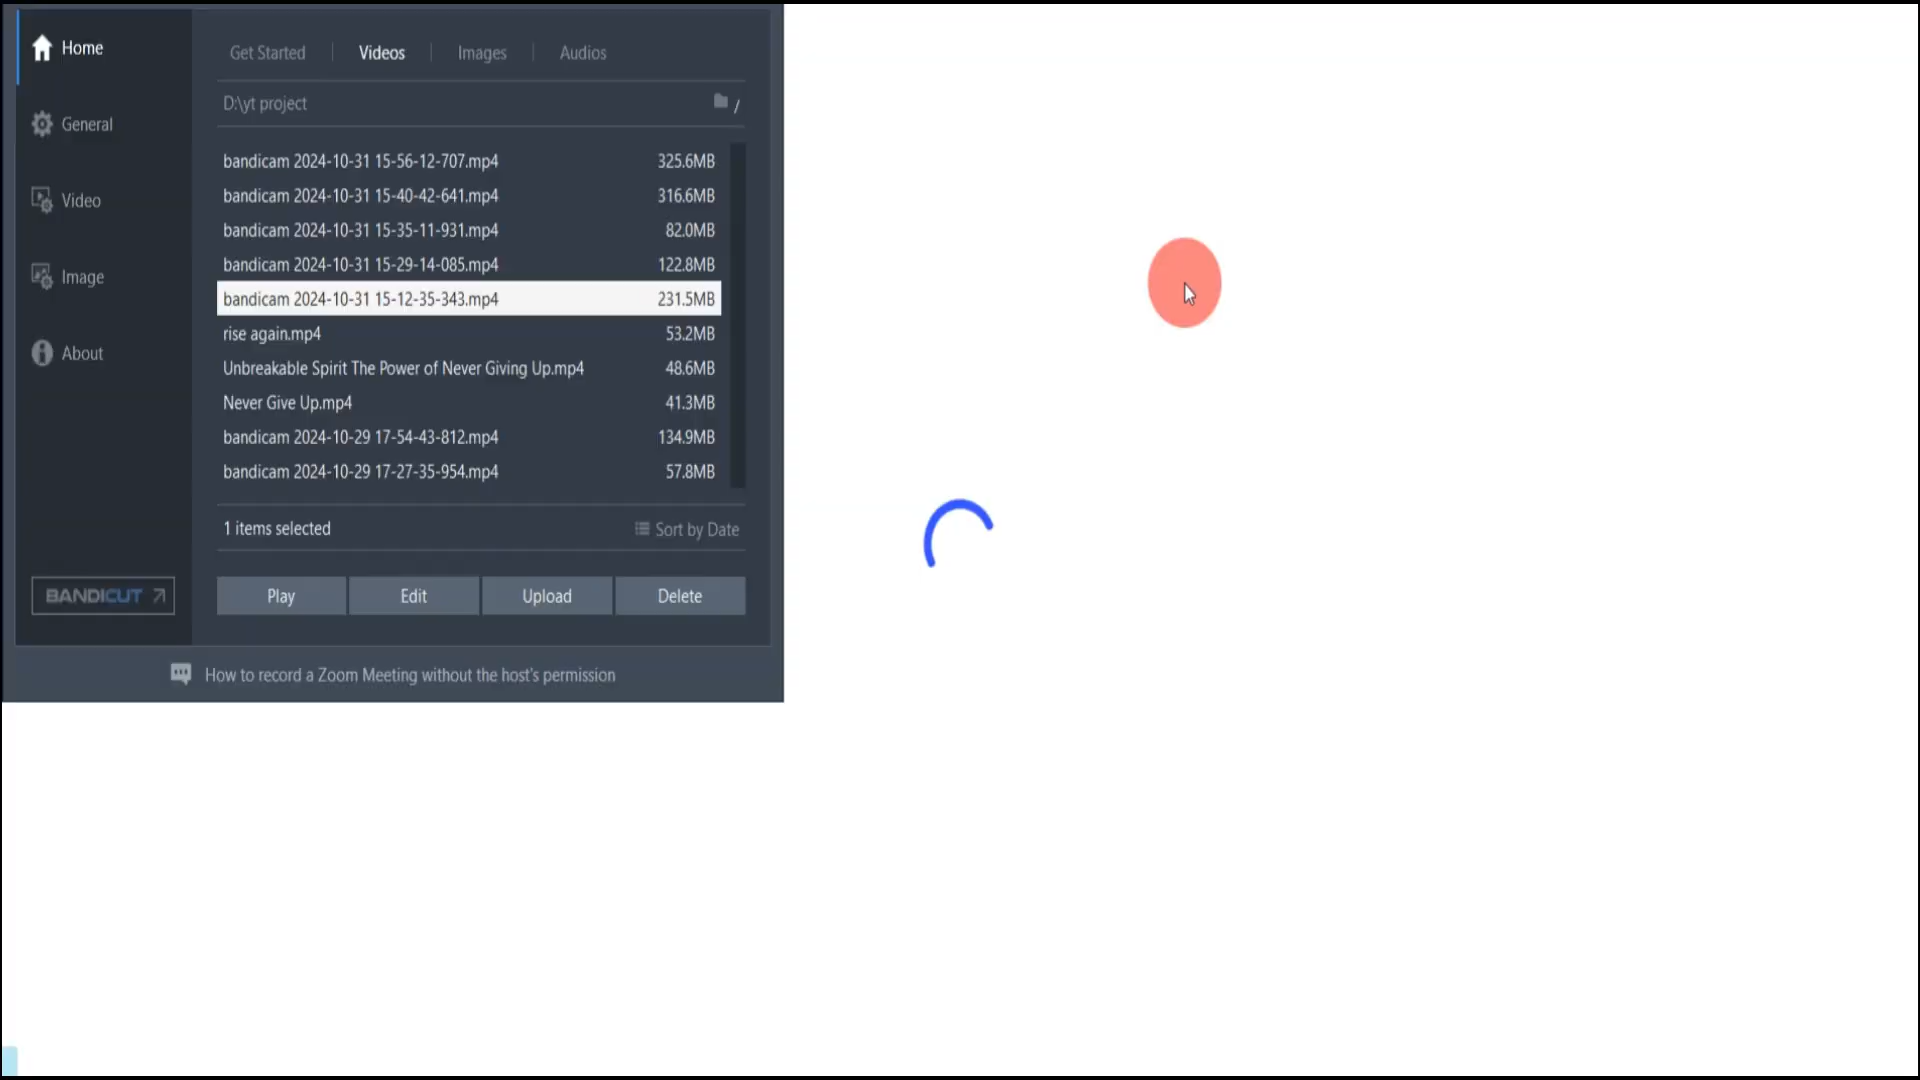 Home
General
Video
Image
About
BANDICUT
Get Started
Videos
Images
Audios
D:\yt project
bandicam 2024-10-31 15-56-12-707.mp4 325.6MB
bandicam 2024-10-31 15-40-42-641.mp4 316.6MB
bandicam 2024-10-31 15-35-11-931.mp4 82.0MB
bandicam 2024-10-31 15-29-14-085.mp4 122.8MB
bandicam 2024-10-31 15-12-35-343.mp4 231.5MB
rise again.mp4 53.2MB
Unbreakable Spirit The Power of Never Giving Up.mp4 48.6MB
Never Give Up.mp4 41.3MB
bandicam 2024-10-29 17-54-43-812.mp4 134.9MB
bandicam 2024-10-29 17-27-35-954.mp4 57.8MB
1 items selected Sort by Date
Play Edit Upload Delete
How to record a Zoom Meeting without the host's permission